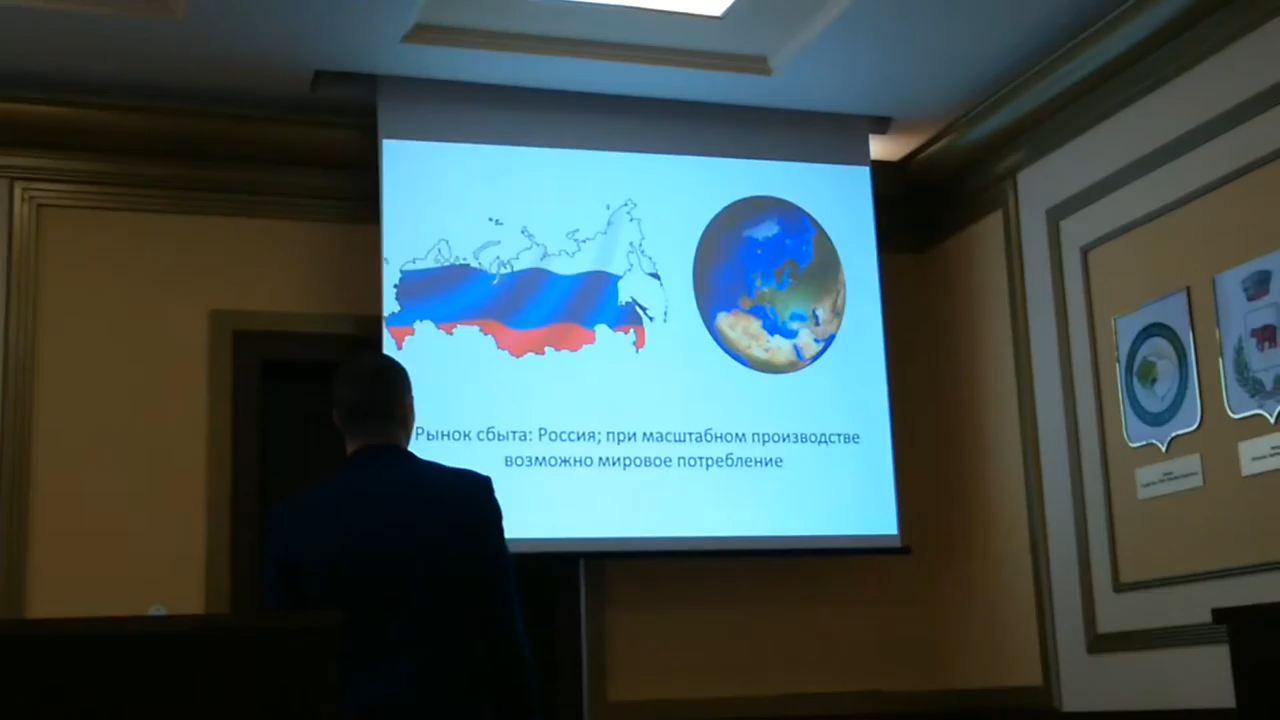 Рынок сбыта: Россия; при масштабном производстве
возможно мировое потребление